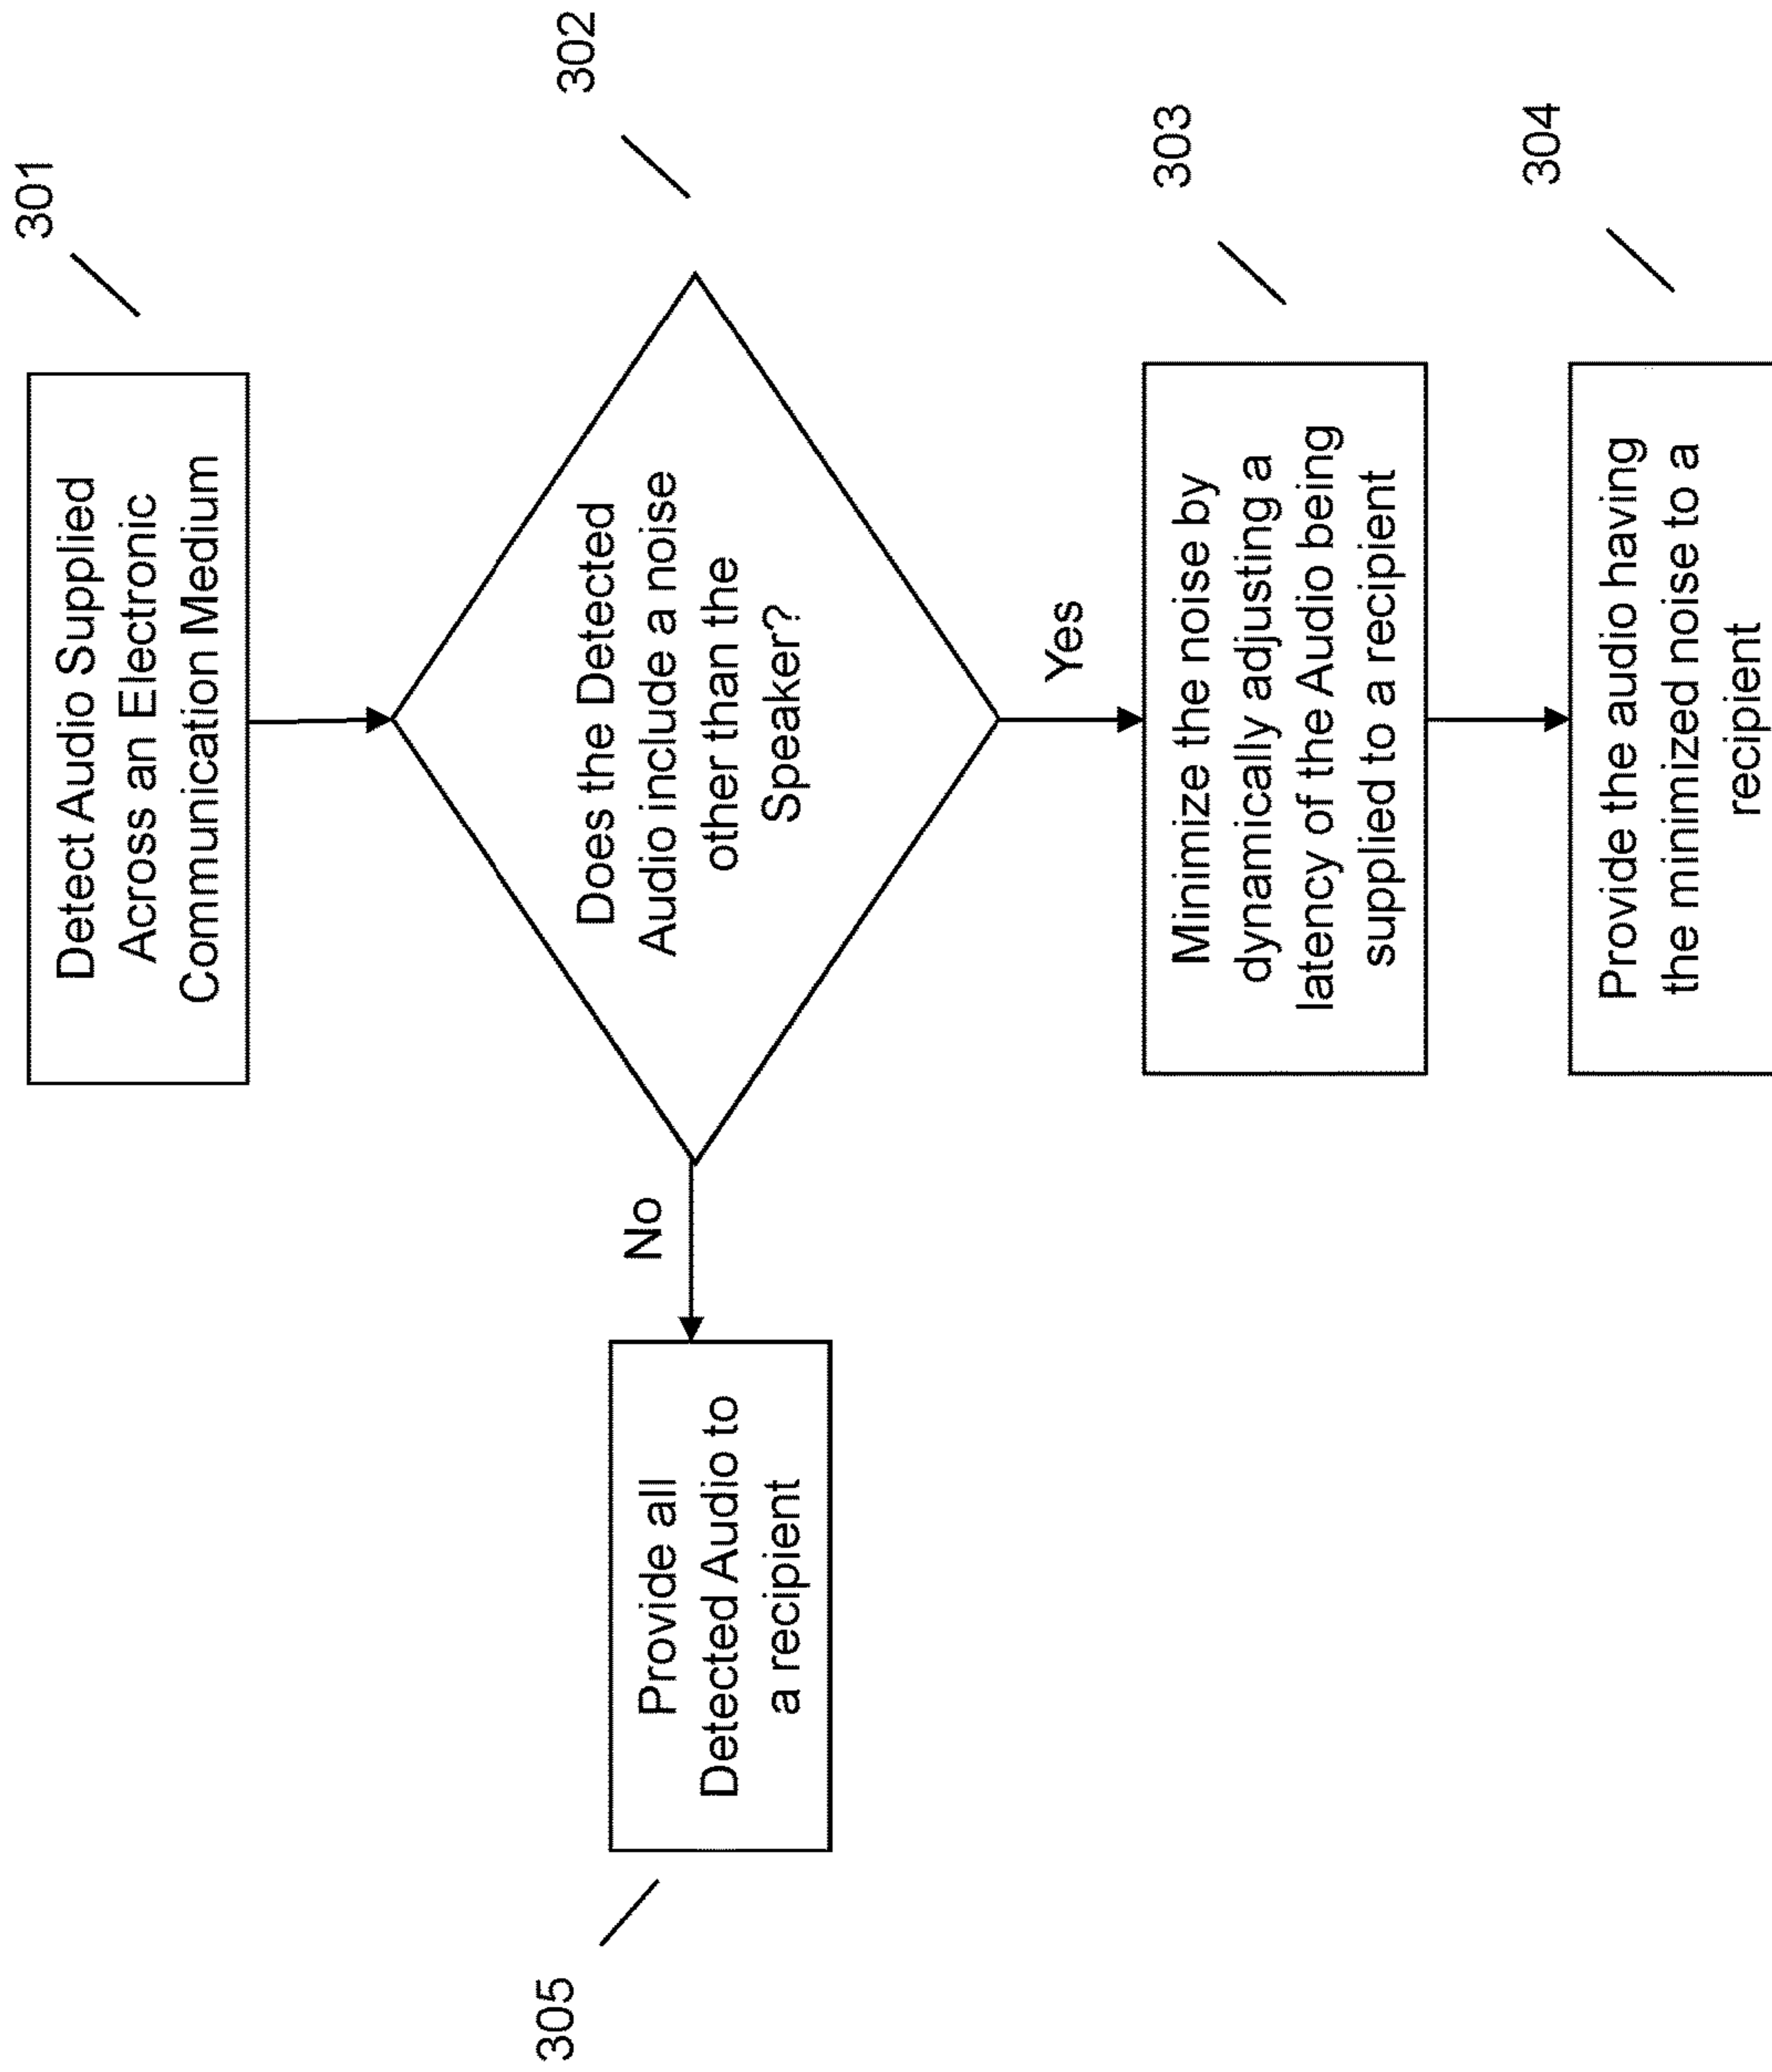 301
Detect Audio Supplied
Across an Electronic
Communication Medium
302
Does the Detected
Audio include a noise
other than the
Speaker?
No
Yes
305
Provide all
Detected Audio to
a recipient
303
Minimize the noise by
dynamically adjusting a
latency of the Audio being
supplied to a recipient
304
Provide the audio having
the minimized noise to a
recipient